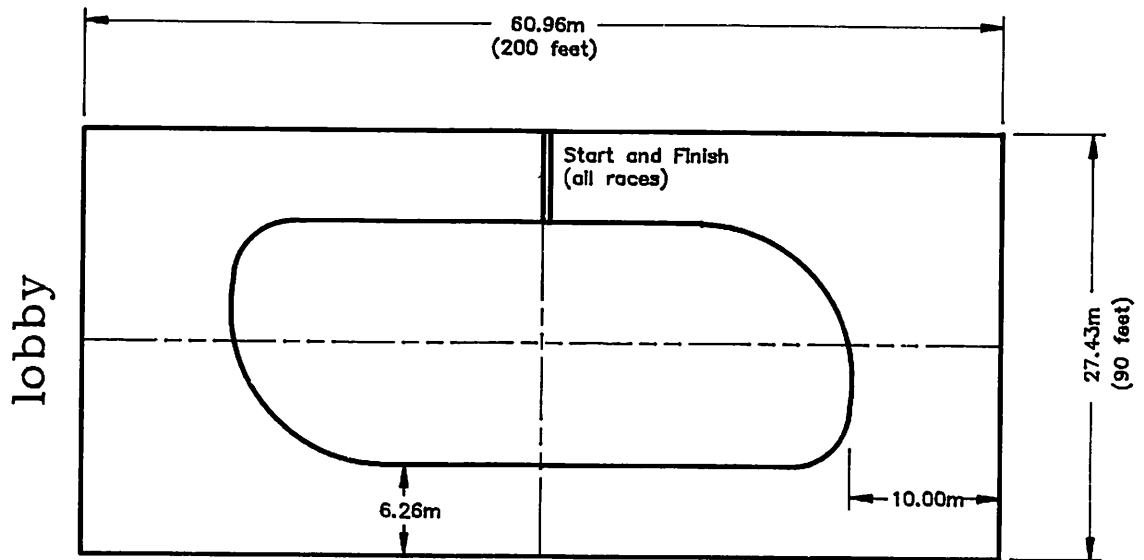 60.96m
(200 feet)
Start and Finish
(all races)
lobby
27.43m
(90 feet)
6.26m
10.00m